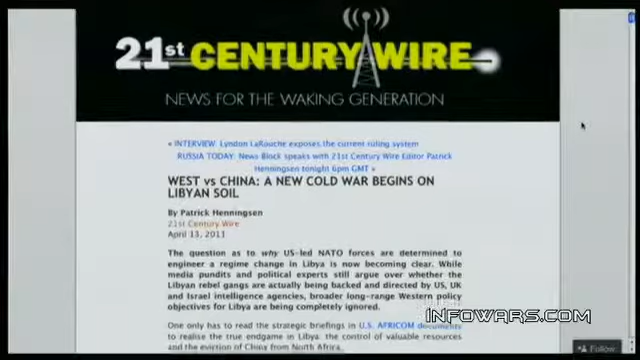 21st CENTURY WIRE
NEWS FOR THE WAKING GENERATION
« INTERVIEW: Lyndon LaRouche exposes the current ruling system
RUSSIA TODAY: News Block speaks with 21st Century Wire Editor Patrick
Henningsen tonight 6pm GMT »
WEST vs CHINA: A NEW COLD WAR BEGINS ON
LIBYAN SOIL
By Patrick Henningsen
21st Century Wire
April 13, 2011
The question as to why US-led NATO forces are determined to
engineer a regime change in Libya is now becoming clear. While
media pundits and political experts still argue over whether the
Libyan rebel gangs are actually being backed and directed by US, UK
and Israel intelligence agencies, broader long-range Western policy
objectives for Libya are being completely ignored.
INFOWARS.COM
One only has to read the strategic briefings in U.S. AFRICOM documents
to realise the true endgame in Libya: the control of valuable resources
and the eviction of China from North Africa.
Follow